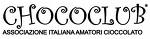 CHOCOCLUB®
ASSOCIAZIONE ITALIANA AMATORI CIOCCOLATO